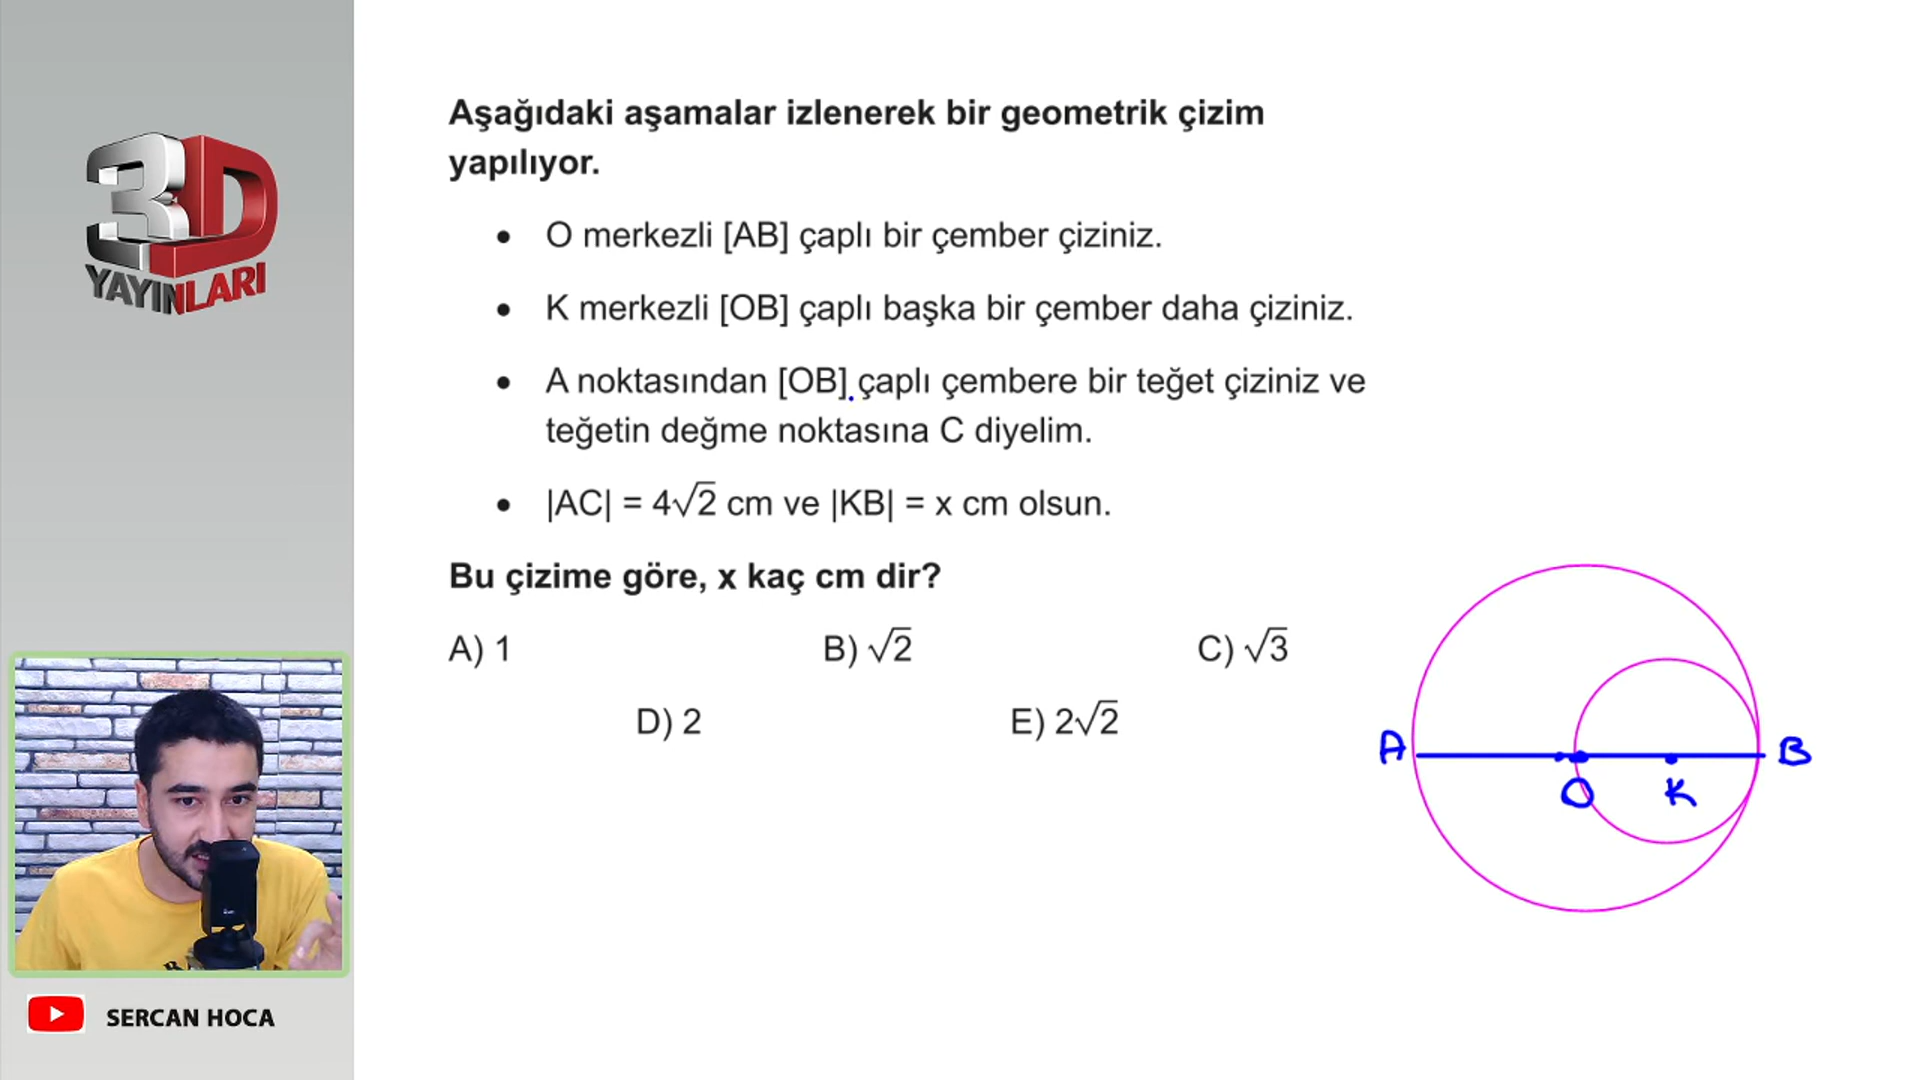 3D
YAYINLARI
Aşağıdaki aşamalar izlenerek bir geometrik çizim
yapılıyor.
• O merkezli [AB] çaplı bir çember çiziniz.
• K merkezli [OB] çaplı başka bir çember daha çiziniz.
• A noktasından [OB] çaplı çembere bir teğet çiziniz ve
teğetin değme noktasına C diyelim.
• |AC| = 4√2 cm ve |KB| = x cm olsun.
Bu çizime göre, x kaç cm dir?
A) 1 B) √2 C) √3
D) 2 E) 2√2
A B
O K
SERCAN HOCA